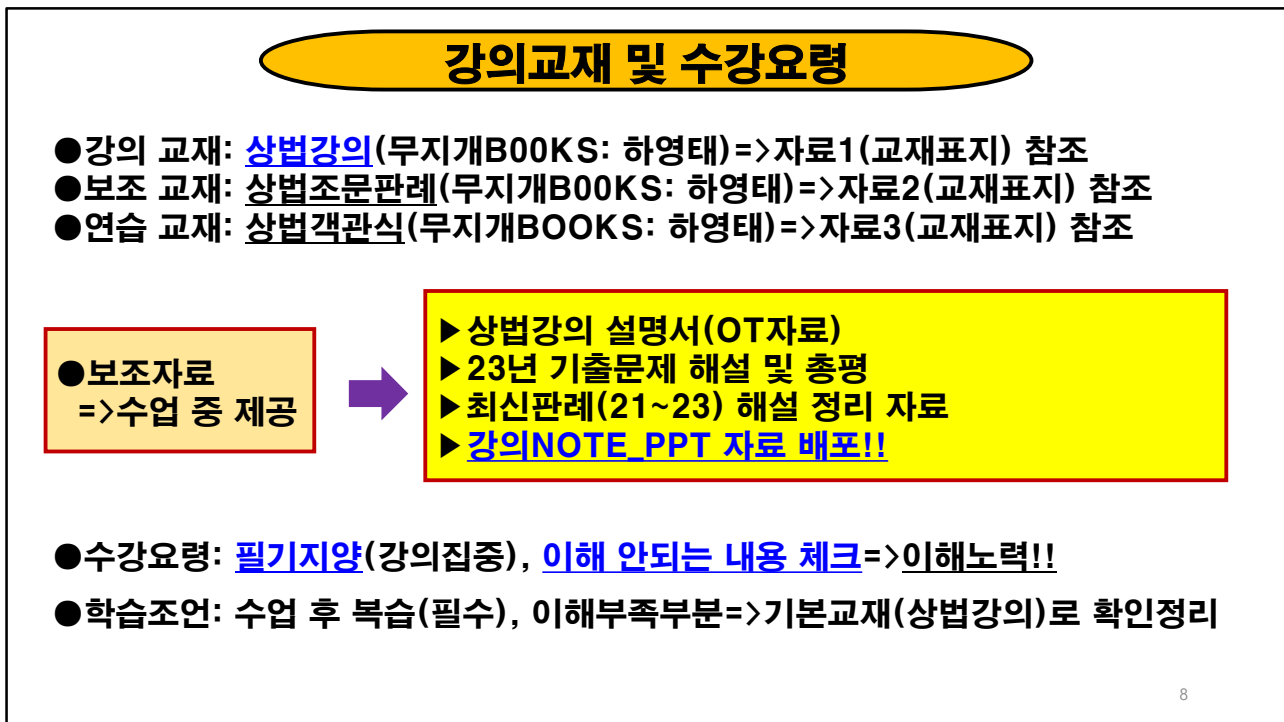 강의교재 및 수강요령
●강의 교재: 상법강의(무지개B00KS: 하영태)=>자료1(교재표지) 참조
●보조 교재: 상법조문판례(무지개B00KS: 하영태)=>자료2(교재표지) 참조
●연습 교재: 상법객관식(무지개BOOKS: 하영태)=>자료3(교재표지) 참조
●보조자료
=>수업 중 제공
▶상법강의 설명서(OT자료)
▶23년 기출문제 해설 및 총평
▶최신판례(21~23) 해설 정리 자료
▶강의NOTE_PPT 자료 배포!!
●수강요령: 필기지양(강의집중), 이해 안되는 내용 체크=>이해노력!!
●학습조언: 수업 후 복습(필수), 이해부족부분=>기본교재(상법강의)로 확인정리
8